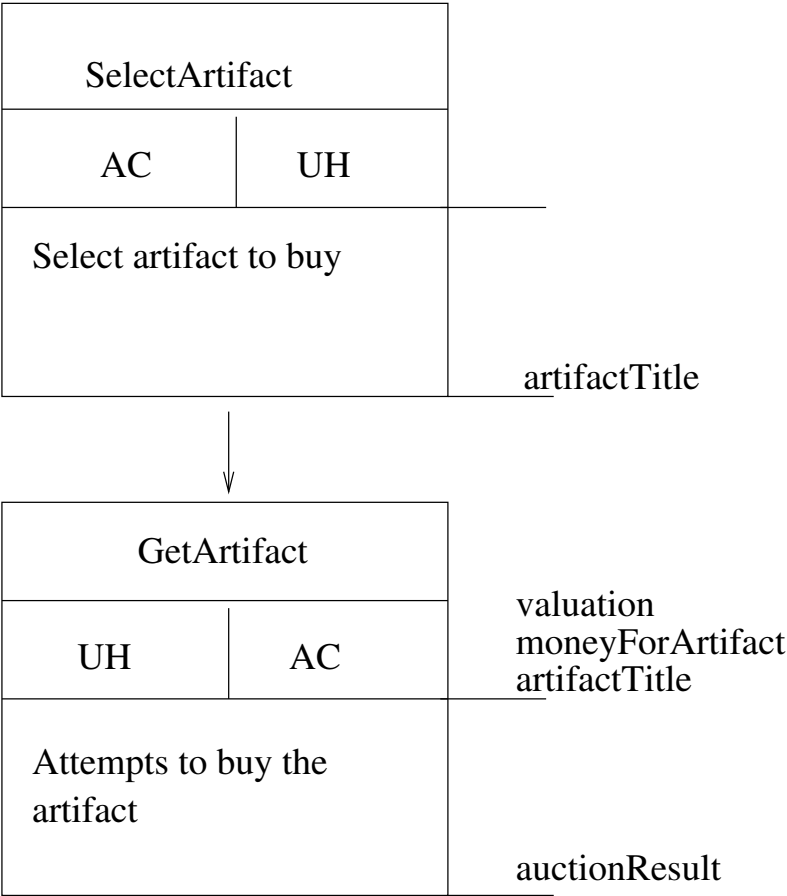 SelectArtifact
AC
UH
Select artifact to buy
artifactTitle
GetArtifact
UH
AC
valuation
moneyForArtifact
artifactTitle
Attempts to buy the
artifact
auctionResult